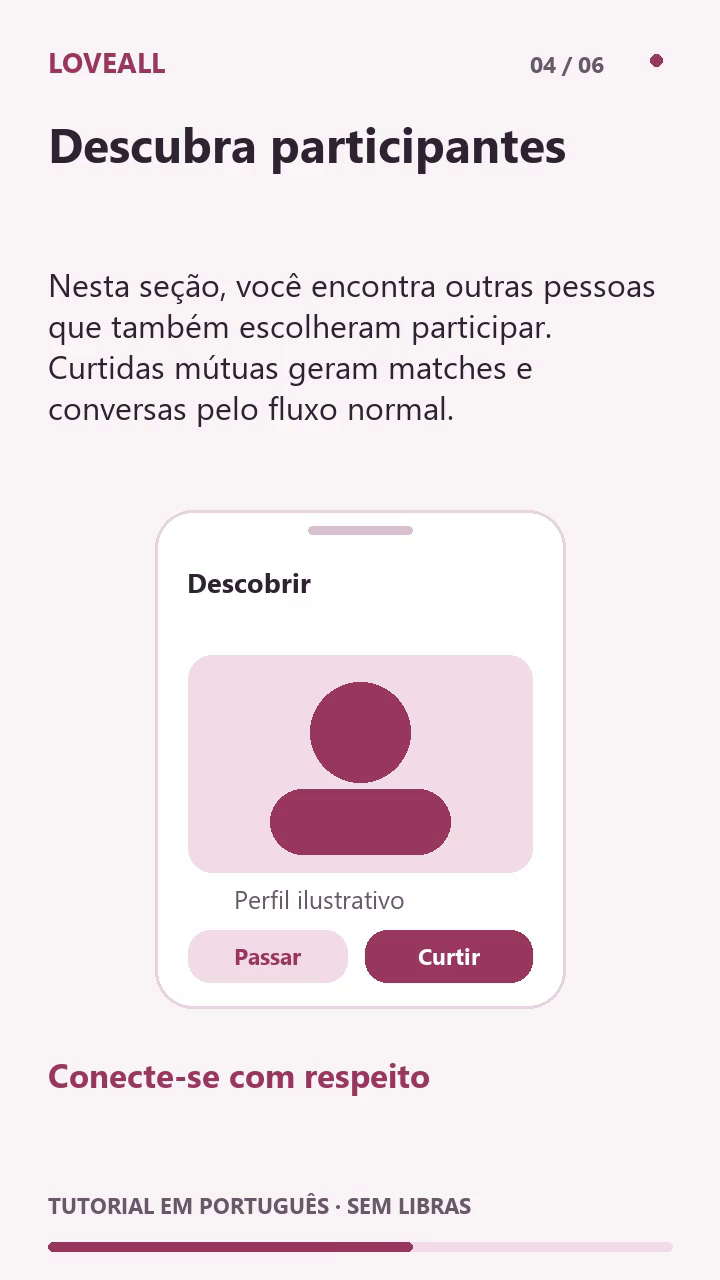 LOVEALL
04 / 06
Descubra participantes
Nesta seção, você encontra outras pessoas
que também escolheram participar.
Curtidas mútuas geram matches e
conversas pelo fluxo normal.
Descobrir
Perfil ilustrativo
Passar
Curtir
Conecte-se com respeito
TUTORIAL EM PORTUGUÊS · SEM LIBRAS